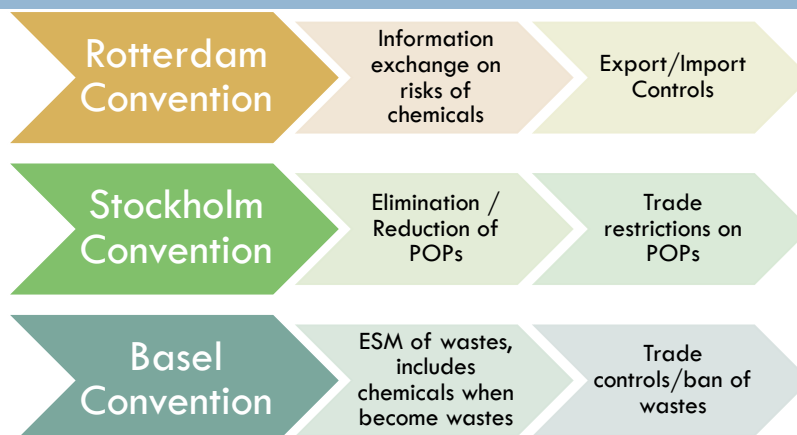 Rotterdam
Convention
Information
exchange on
risks of
chemicals
Export/Import
Controls
Stockholm
Convention
Elimination /
Reduction of
POPs
Trade
restrictions on
POPs
Basel
Convention
ESM of wastes,
includes
chemicals when
become wastes
Trade
controls/ban of
wastes